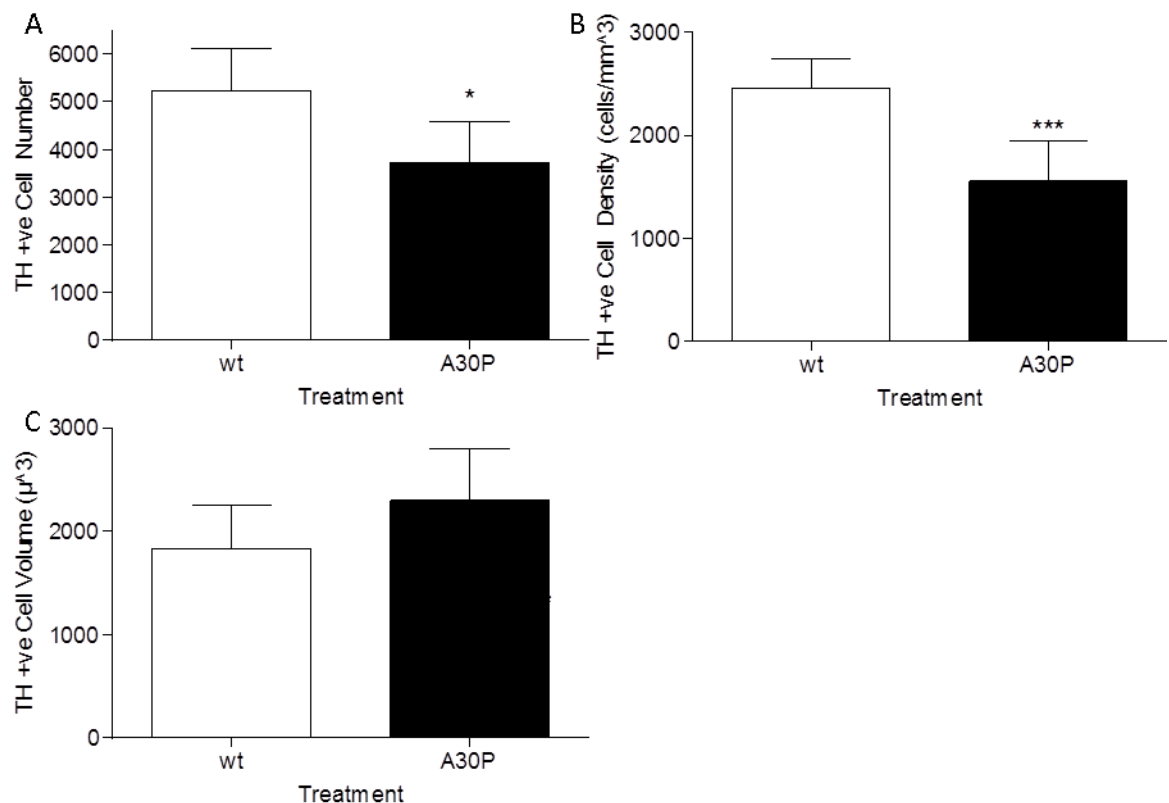 A
TH +ve Cell Number
6000
5000
4000
3000
2000
1000
0
*
wt
A30P
Treatment
B
TH +ve Cell Density (cells/mm^3)
3000
2000
1000
0
***
wt
A30P
Treatment
C
TH +ve Cell Volume (µ^3)
3000
2000
1000
0
wt
A30P
Treatment